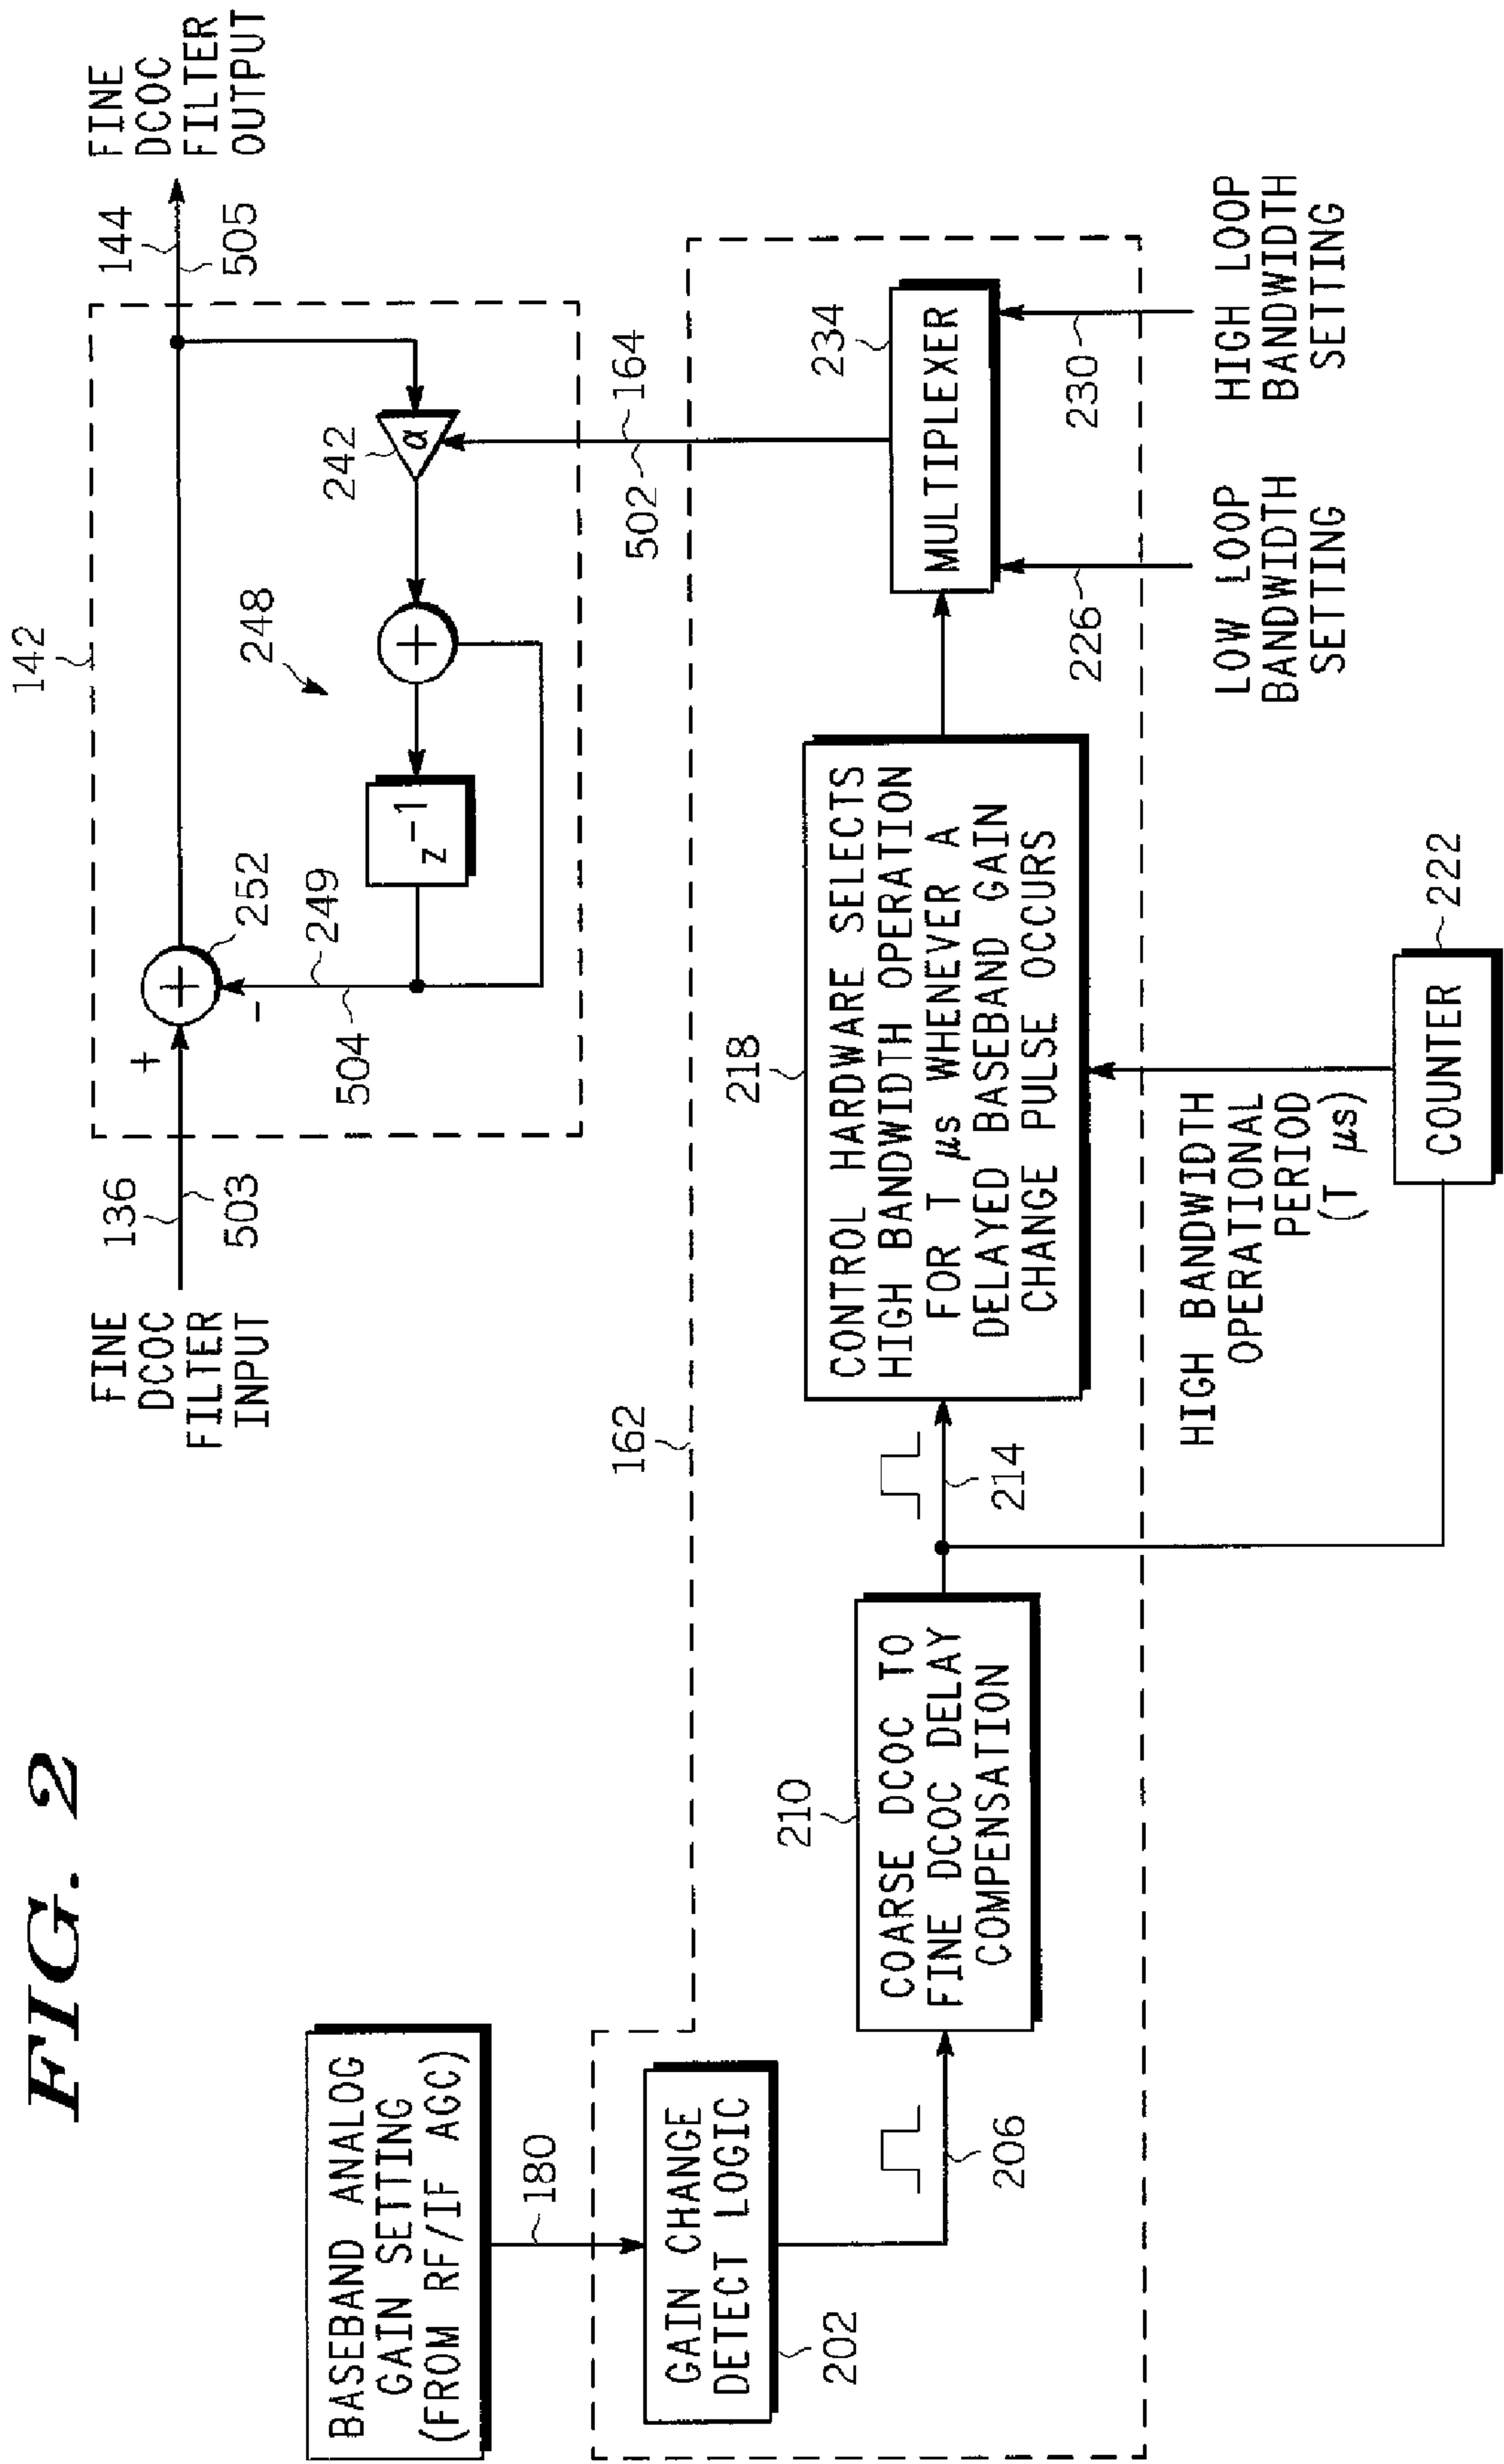 FIG. 2
FINE
DCOC
FILTER
INPUT
136
503
+
-
+
252
142
249
504
z⁻¹
248
+
242
α
144
505
FINE
DCOC
FILTER
OUTPUT
BASEBAND ANALOG
GAIN SETTING
(FROM RF/IF AGC)
180
162
GAIN CHANGE
DETECT LOGIC
202
206
210
COARSE DCOC TO
FINE DCOC DELAY
COMPENSATION
214
218
CONTROL HARDWARE SELECTS
HIGH BANDWIDTH OPERATION
FOR T μs WHENEVER A
DELAYED BASEBAND GAIN
CHANGE PULSE OCCURS
HIGH BANDWIDTH
OPERATIONAL
PERIOD
(T μs)
COUNTER
222
502
164
234
MULTIPLEXER
226
230
LOW LOOP
BANDWIDTH
SETTING
HIGH LOOP
BANDWIDTH
SETTING